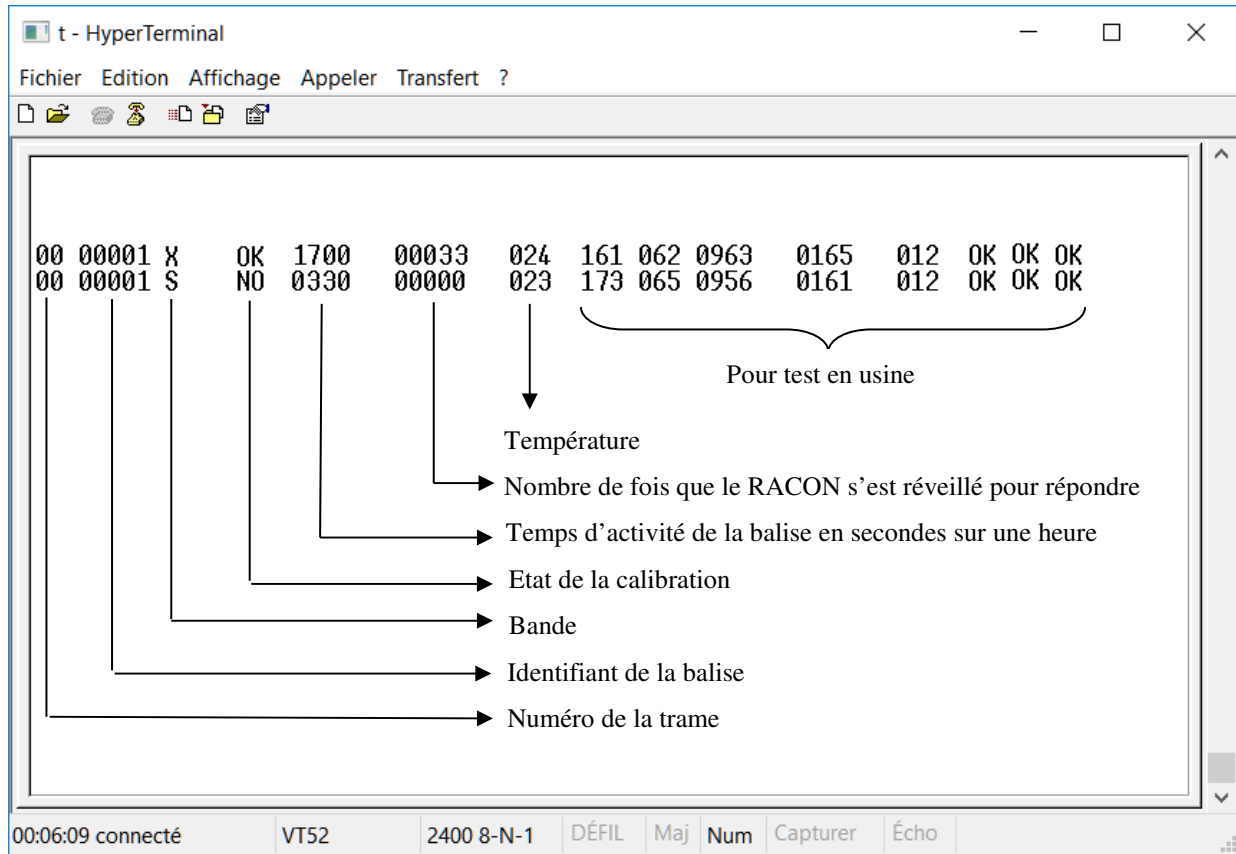 t - HyperTerminal
Fichier Edition Affichage Appeler Transfert ?
00 00001 X OK 1700 00033 024 161 062 0963 0165 012 OK OK OK
00 00001 S NO 0330 00000 023 173 065 0956 0161 012 OK OK OK
Pour test en usine
Température
Nombre de fois que le RACON s’est réveillé pour répondre
Temps d’activité de la balise en secondes sur une heure
Etat de la calibration
Bande
Identifiant de la balise
Numéro de la trame
00:06:09 connecté VT52 2400 8-N-1 DÉFIL Maj Num Capturer Écho